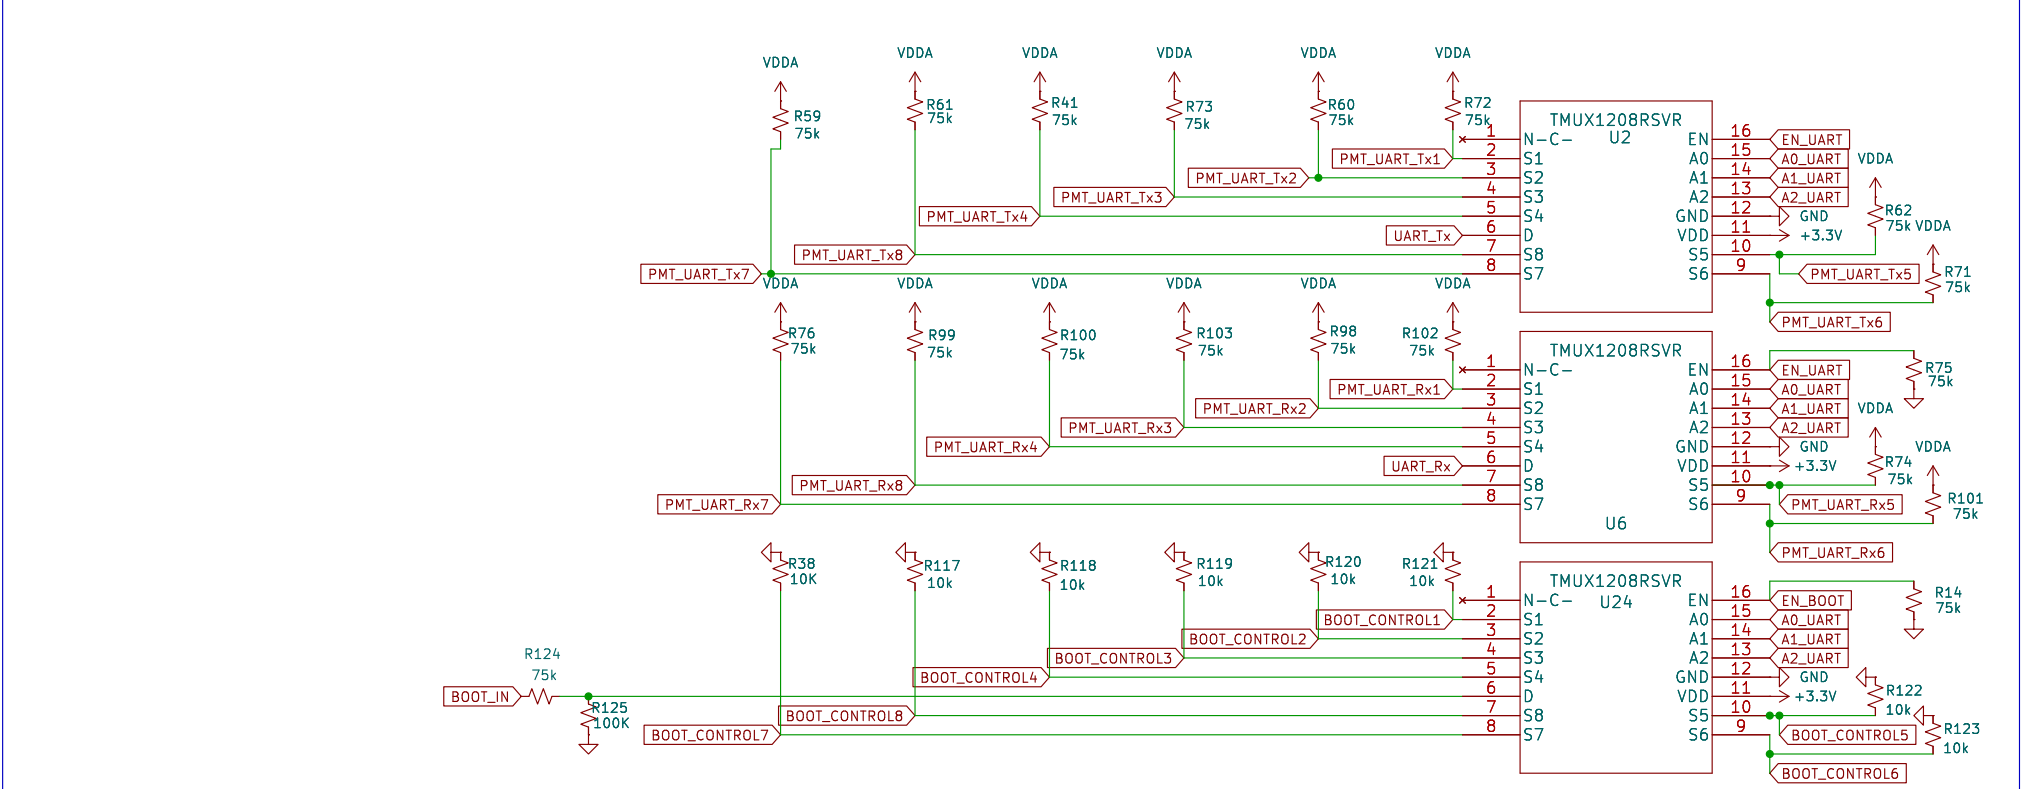 VDDA
VDDA
VDDA
VDDA
VDDA
VDDA
R59
75k
R61
75k
R41
75k
R73
75k
R60
75k
R72
75k
TMUX1208RSVR
U2
1 N-C-
2 S1
3 S2
4 S3
5 S4
6 D
7 S8
8 S7
EN 16
A0 15
A1 14
A2 13
GND 12
VDD 11
S5 10
S6 9
PMT_UART_Tx1
PMT_UART_Tx2
PMT_UART_Tx3
PMT_UART_Tx4
UART_Tx
PMT_UART_Tx8
PMT_UART_Tx7
EN_UART
A0_UART
A1_UART
A2_UART
GND
+3.3V
VDDA
R62
75k
VDDA
R71
75k
PMT_UART_Tx5
PMT_UART_Tx6
VDDA
VDDA
VDDA
VDDA
VDDA
VDDA
R76
75k
R99
75k
R100
75k
R103
75k
R98
75k
R102
75k
TMUX1208RSVR
1 N-C-
2 S1
3 S2
4 S3
5 S4
6 D
7 S8
8 S7
EN 16
A0 15
A1 14
A2 13
GND 12
VDD 11
S5 10
S6 9
U6
PMT_UART_Rx1
PMT_UART_Rx2
PMT_UART_Rx3
PMT_UART_Rx4
UART_Rx
PMT_UART_Rx8
PMT_UART_Rx7
EN_UART
A0_UART
A1_UART
A2_UART
GND
+3.3V
R75
75k
VDDA
R74
75k
VDDA
R101
75k
PMT_UART_Rx5
PMT_UART_Rx6
R38
10K
R117
10k
R118
10k
R119
10k
R120
10k
R121
10k
TMUX1208RSVR
U24
1 N-C-
2 S1
3 S2
4 S3
5 S4
6 D
7 S8
8 S7
EN 16
A0 15
A1 14
A2 13
GND 12
VDD 11
S5 10
S6 9
BOOT_CONTROL1
BOOT_CONTROL2
BOOT_CONTROL3
BOOT_CONTROL4
R124
75k
BOOT_IN
R125
100K
BOOT_CONTROL8
BOOT_CONTROL7
EN_BOOT
A0_UART
A1_UART
A2_UART
GND
+3.3V
R14
75k
R122
10k
R123
10k
BOOT_CONTROL5
BOOT_CONTROL6